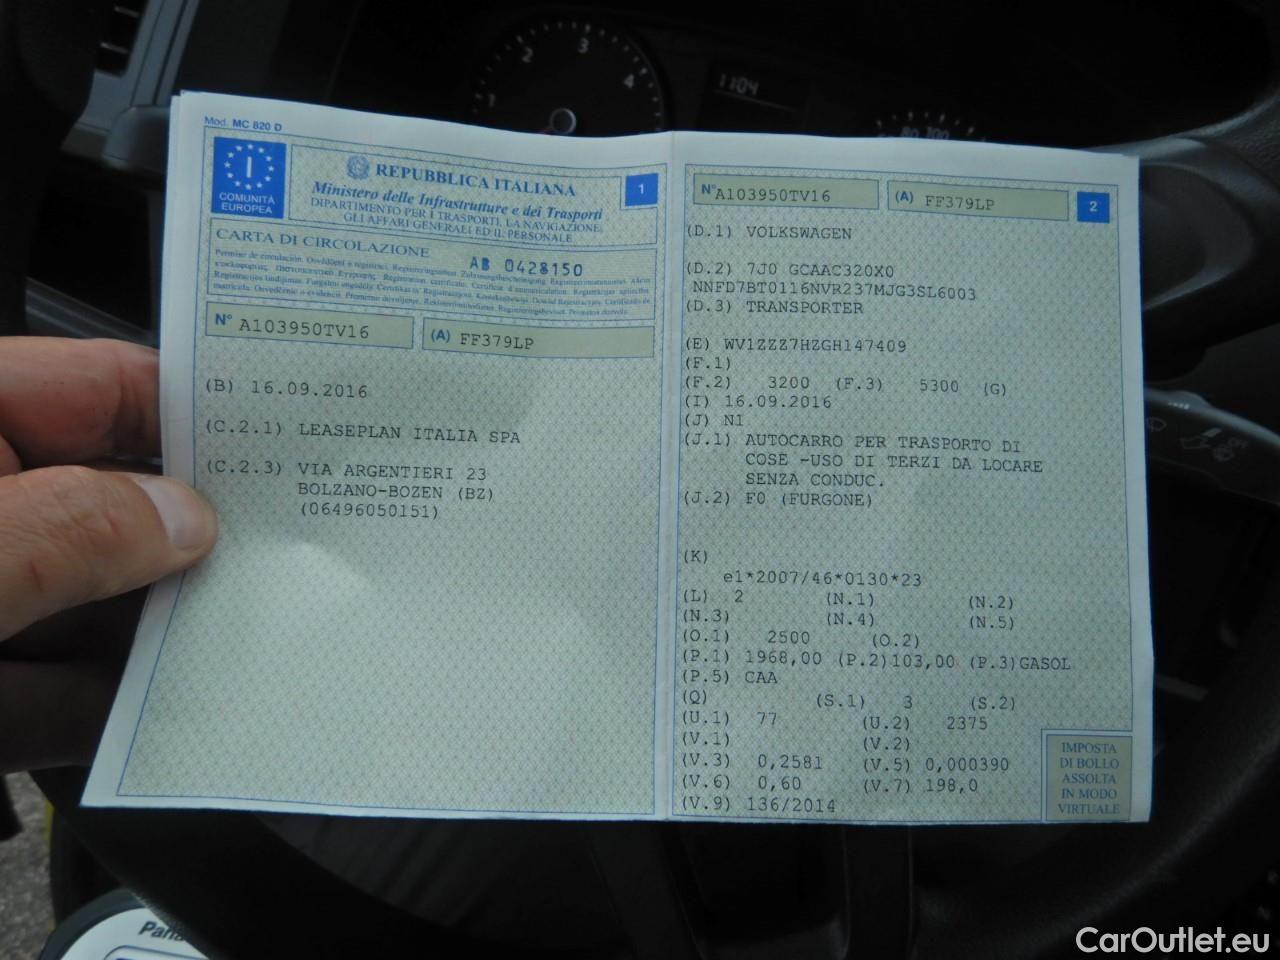 1
2
3
4
1104
80 100
Mod. MC 820 D
I
COMUNITÀ
EUROPEA
REPUBBLICA ITALIANA
Ministero delle Infrastrutture e dei Trasporti
DIPARTIMENTO PER I TRASPORTI, LA NAVIGAZIONE,
GLI AFFARI GENERALI ED IL PERSONALE
1
CARTA DI CIRCOLAZIONE
AB 0428150
N° A103950TV16
(A) FF379LP
(B) 16.09.2016
(C.2.1) LEASEPLAN ITALIA SPA
(C.2.3) VIA ARGENTIERI 23
BOLZANO-BOZEN (BZ)
(06496050151)
N° A103950TV16
(A) FF379LP
2
(D.1) VOLKSWAGEN
(D.2) 7J0 GCAAC320X0
NNFD7BT0116NVR237MJG3SL6003
(D.3) TRANSPORTER
(E) WV1ZZZ7HZGH147409
(F.1)
(F.2) 3200 (F.3) 5300 (G)
(I) 16.09.2016
(J) N1
(J.1) AUTOCARRO PER TRASPORTO DI
COSE -USO DI TERZI DA LOCARE
SENZA CONDUC.
(J.2) F0 (FURGONE)
(K)
e1*2007/46*0130*23
(L) 2 (N.1) (N.2)
(N.3) (N.4) (N.5)
(O.1) 2500 (O.2)
(P.1) 1968,00 (P.2)103,00 (P.3)GASOL
(P.5) CAA
(Q) (S.1) 3 (S.2)
(U.1) 77 (U.2) 2375
(V.1) (V.2)
(V.3) 0,2581 (V.5) 0,000390
(V.6) 0,60 (V.7) 198,0
(V.9) 136/2014
IMPOSTA
DI BOLLO
ASSOLTA
IN MODO
VIRTUALE
CarOutlet.eu